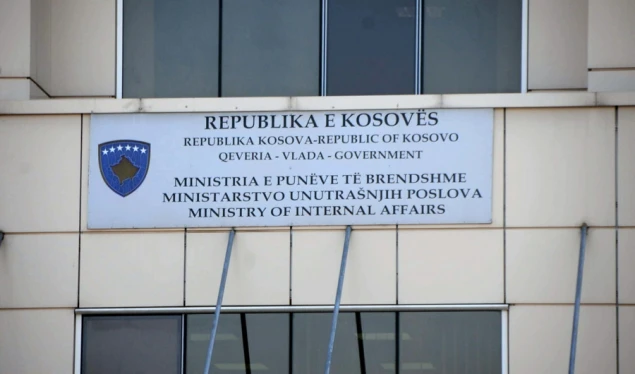 REPUBLIKA E KOSOVËS
REPUBLIKA KOSOVA-REPUBLIC OF KOSOVO
QEVERIA - VLADA - GOVERNMENT
MINISTRIA E PUNËVE TË BRENDSHME
MINISTARSTVO UNUTRAŠNJIH POSLOVA
MINISTRY OF INTERNAL AFFAIRS